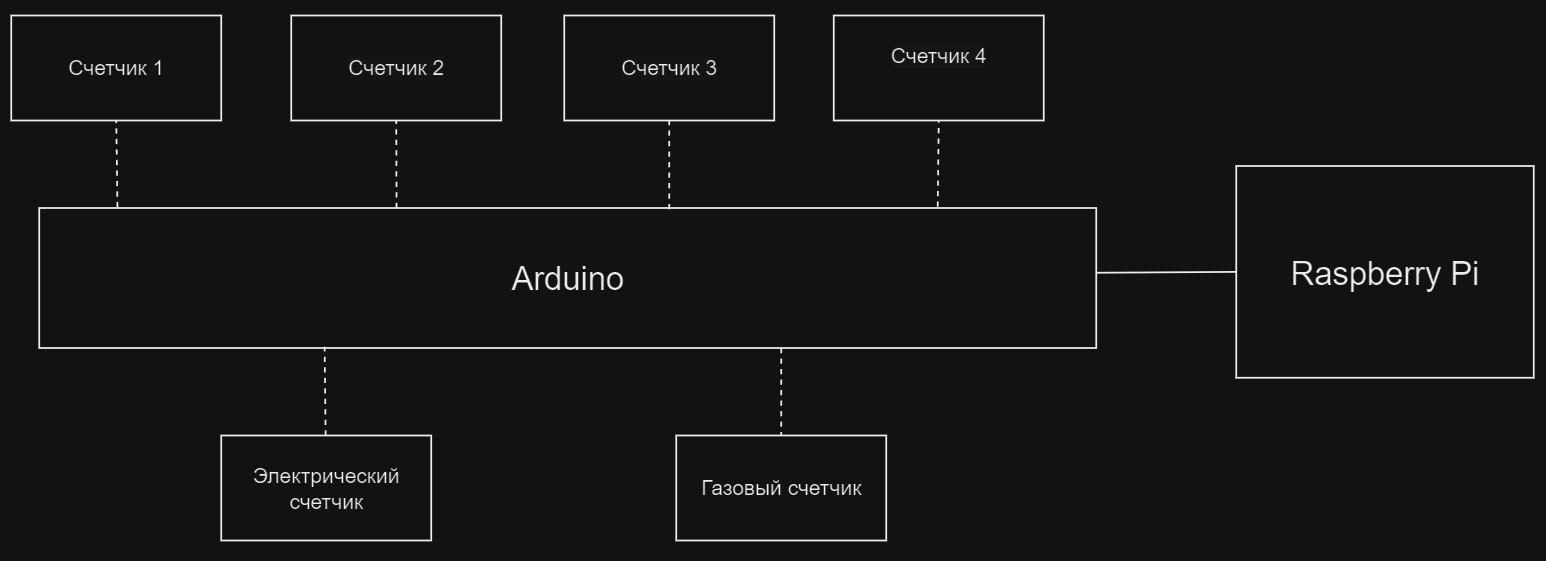 Счетчик 1
Счетчик 2
Счетчик 3
Счетчик 4
Arduino
Raspberry Pi
Электрический
счетчик
Газовый счетчик